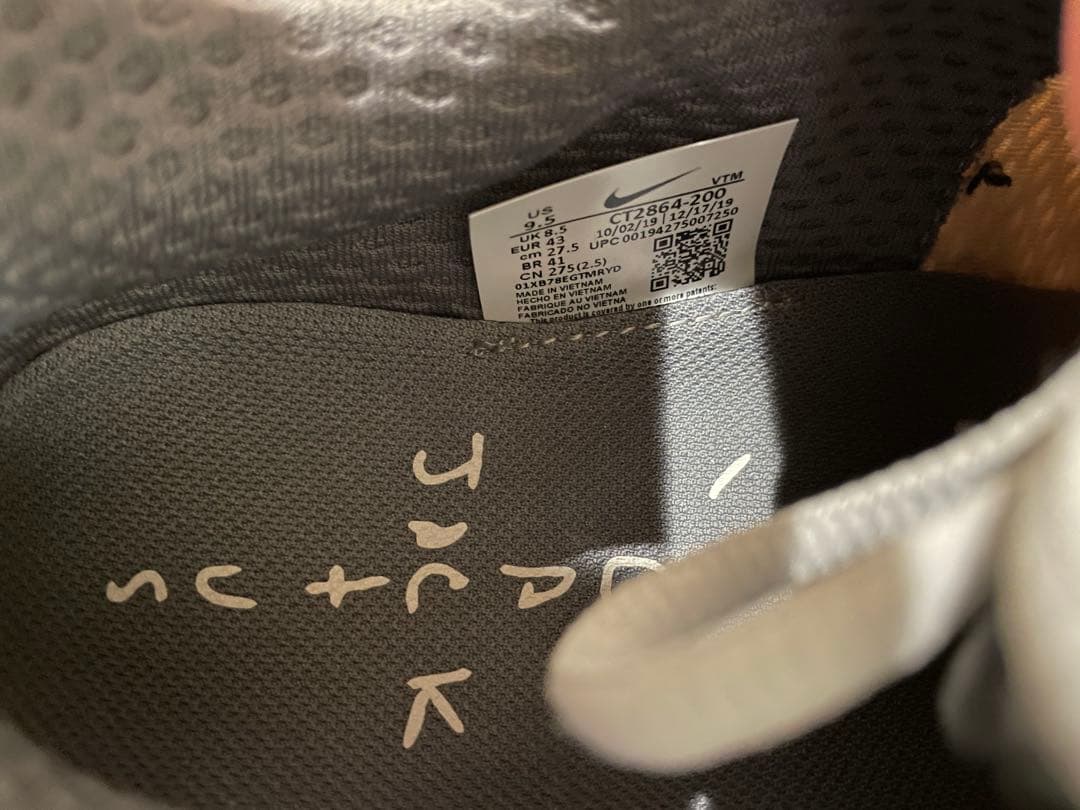 VTM
US
9.5
CT2864-200
UK 8.5
10/02/19 | 12/17/19
EUR 43
UPC 00194275007250
cm 27.5
BR 41
CN 275(2.5)
01XB78EGTMRYD
MADE IN VIETNAM
HECHO EN VIETNAM
FABRIQUE AU VIETNAM
FABRICADO NO VIETNA
This product is covered by one or more patents:
JACK